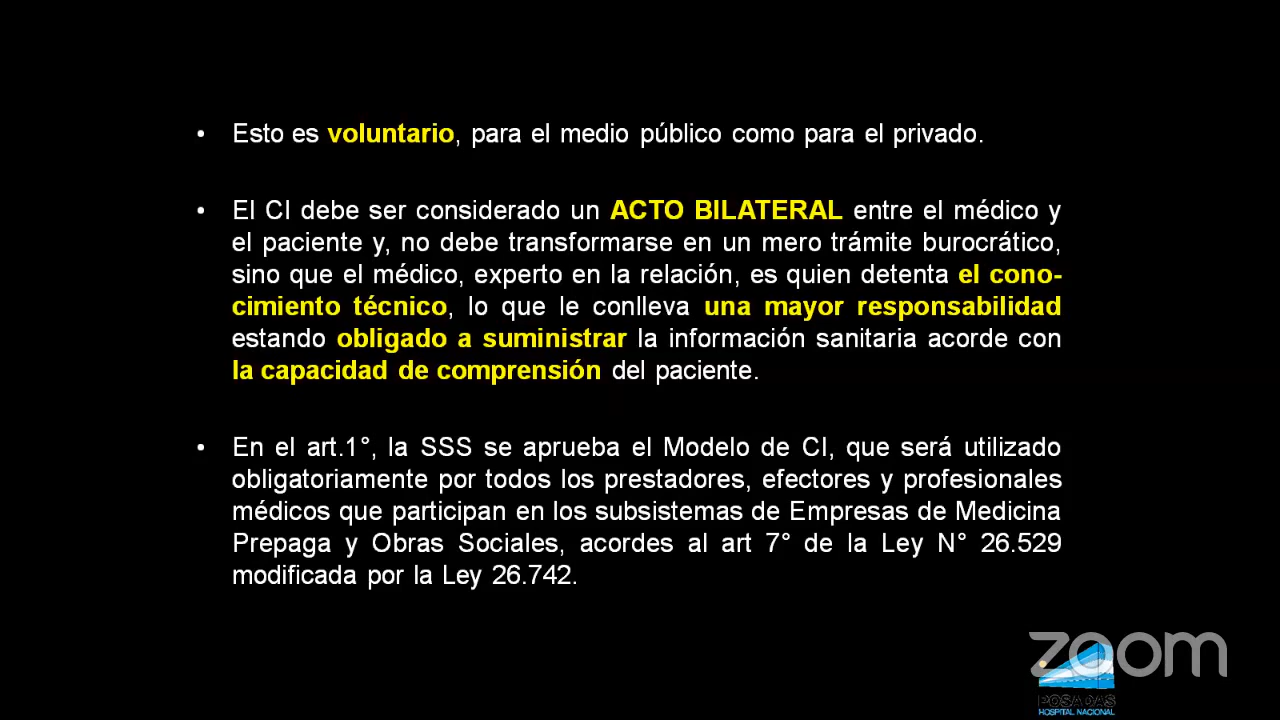 • Esto es voluntario, para el medio público como para el privado.
• El CI debe ser considerado un ACTO BILATERAL entre el médico y
el paciente y, no debe transformarse en un mero trámite burocrático,
sino que el médico, experto en la relación, es quien detenta el cono-
cimiento técnico, lo que le conlleva una mayor responsabilidad
estando obligado a suministrar la información sanitaria acorde con
la capacidad de comprensión del paciente.
• En el art.1°, la SSS se aprueba el Modelo de CI, que será utilizado
obligatoriamente por todos los prestadores, efectores y profesionales
médicos que participan en los subsistemas de Empresas de Medicina
Prepaga y Obras Sociales, acordes al art 7° de la Ley N° 26.529
modificada por la Ley 26.742.
zoom
POSADAS
HOSPITAL NACIONAL